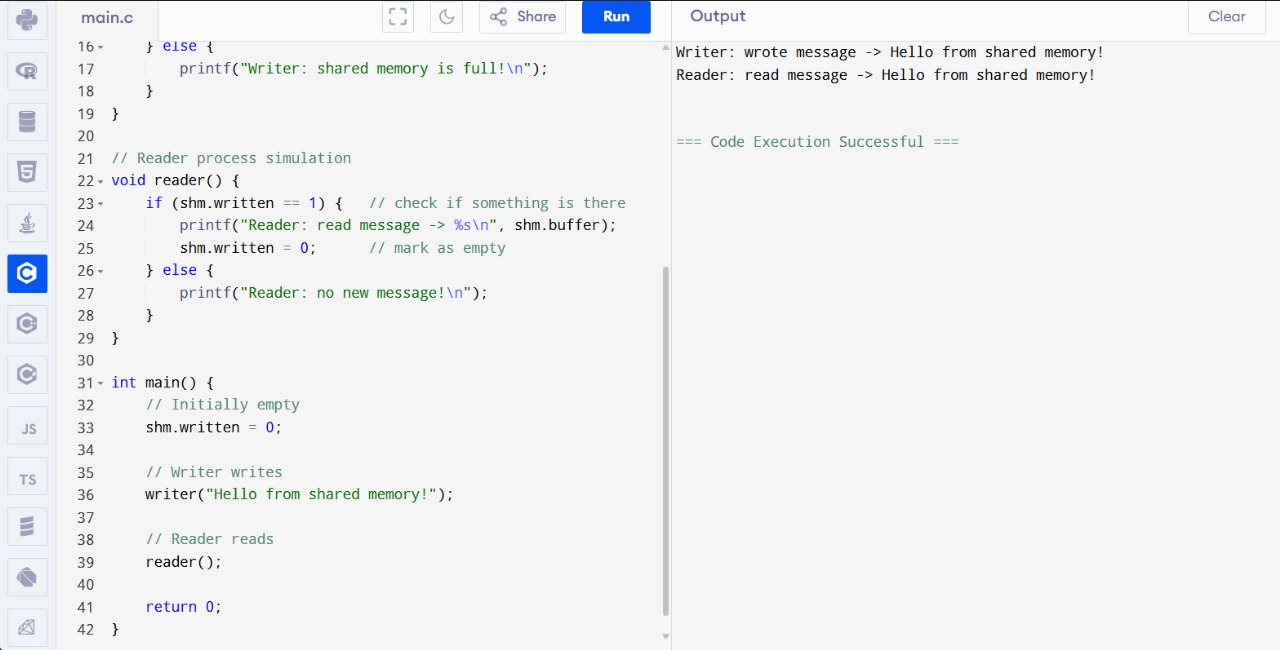 main.c
Share
Run
16 } else {
17 printf("Writer: shared memory is full!\n");
18 }
19 }
20
21 // Reader process simulation
22 void reader() {
23 if (shm.written == 1) { // check if something is there
24 printf("Reader: read message -> %s\n", shm.buffer);
25 shm.written = 0; // mark as empty
26 } else {
27 printf("Reader: no new message!\n");
28 }
29 }
30
31 int main() {
32 // Initially empty
33 shm.written = 0;
34
35 // Writer writes
36 writer("Hello from shared memory!");
37
38 // Reader reads
39 reader();
40
41 return 0;
42 }
Output
Clear
Writer: wrote message -> Hello from shared memory!
Reader: read message -> Hello from shared memory!
=== Code Execution Successful ===
R
5
C
C
C
JS
TS